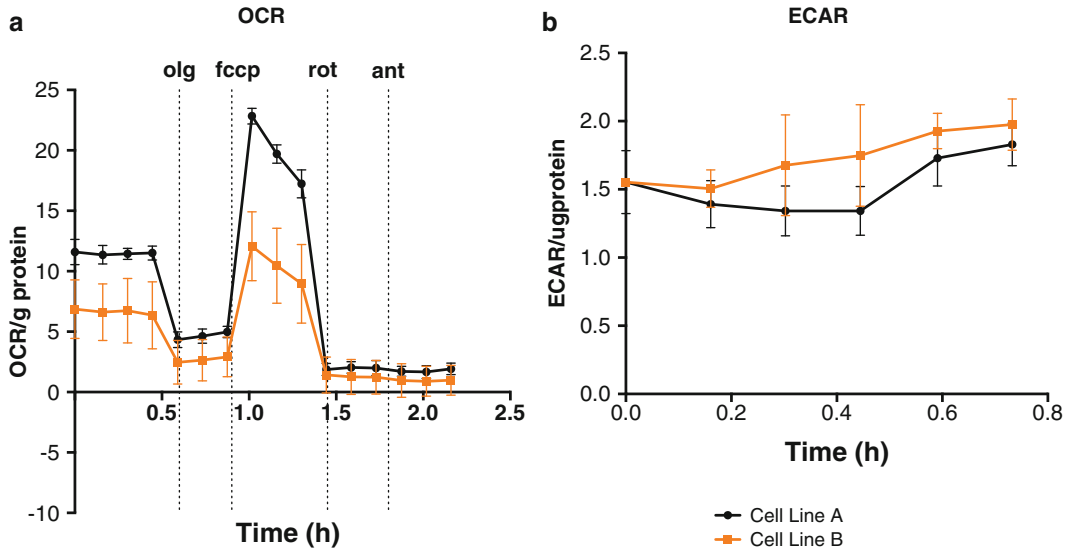 a
OCR
olg fccp rot ant
OCR/g protein
25
20
15
10
5
0
-5
-10
0.5 1.0 1.5 2.0 2.5
Time (h)
b
ECAR
ECAR/ugprotein
2.5
2.0
1.5
1.0
0.5
0.0
0.0 0.2 0.4 0.6 0.8
Time (h)
Cell Line A
Cell Line B